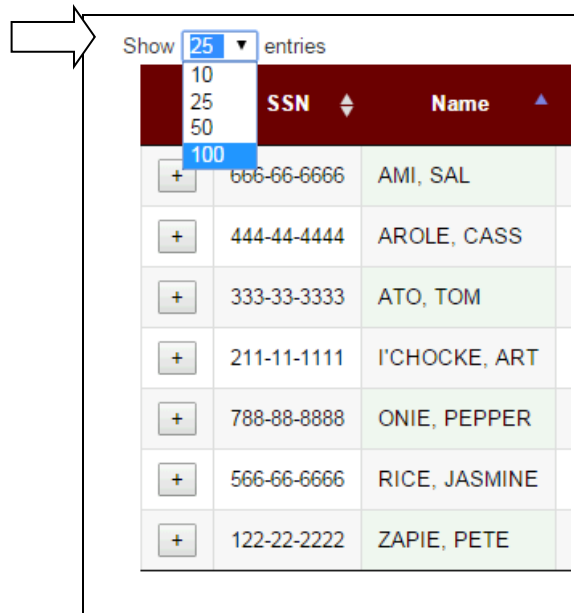 Show 25 ▼ entries
10
25
50
100
SSN Name
+ 666-66-6666 AMI, SAL
+ 444-44-4444 AROLE, CASS
+ 333-33-3333 ATO, TOM
+ 211-11-1111 I'CHOCKE, ART
+ 788-88-8888 ONIE, PEPPER
+ 566-66-6666 RICE, JASMINE
+ 122-22-2222 ZAPIE, PETE